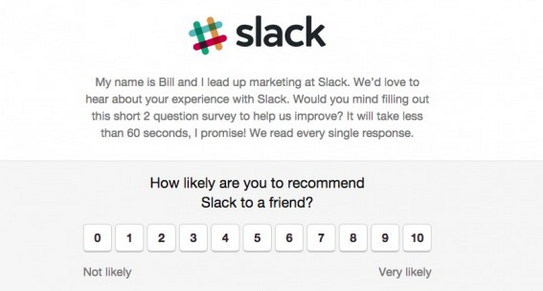 slack
My name is Bill and I lead up marketing at Slack. We'd love to
hear about your experience with Slack. Would you mind filling out
this short 2 question survey to help us improve? It will take less
than 60 seconds, I promise! We read every single response.
How likely are you to recommend
Slack to a friend?
0 1 2 3 4 5 6 7 8 9 10
Not likely Very likely